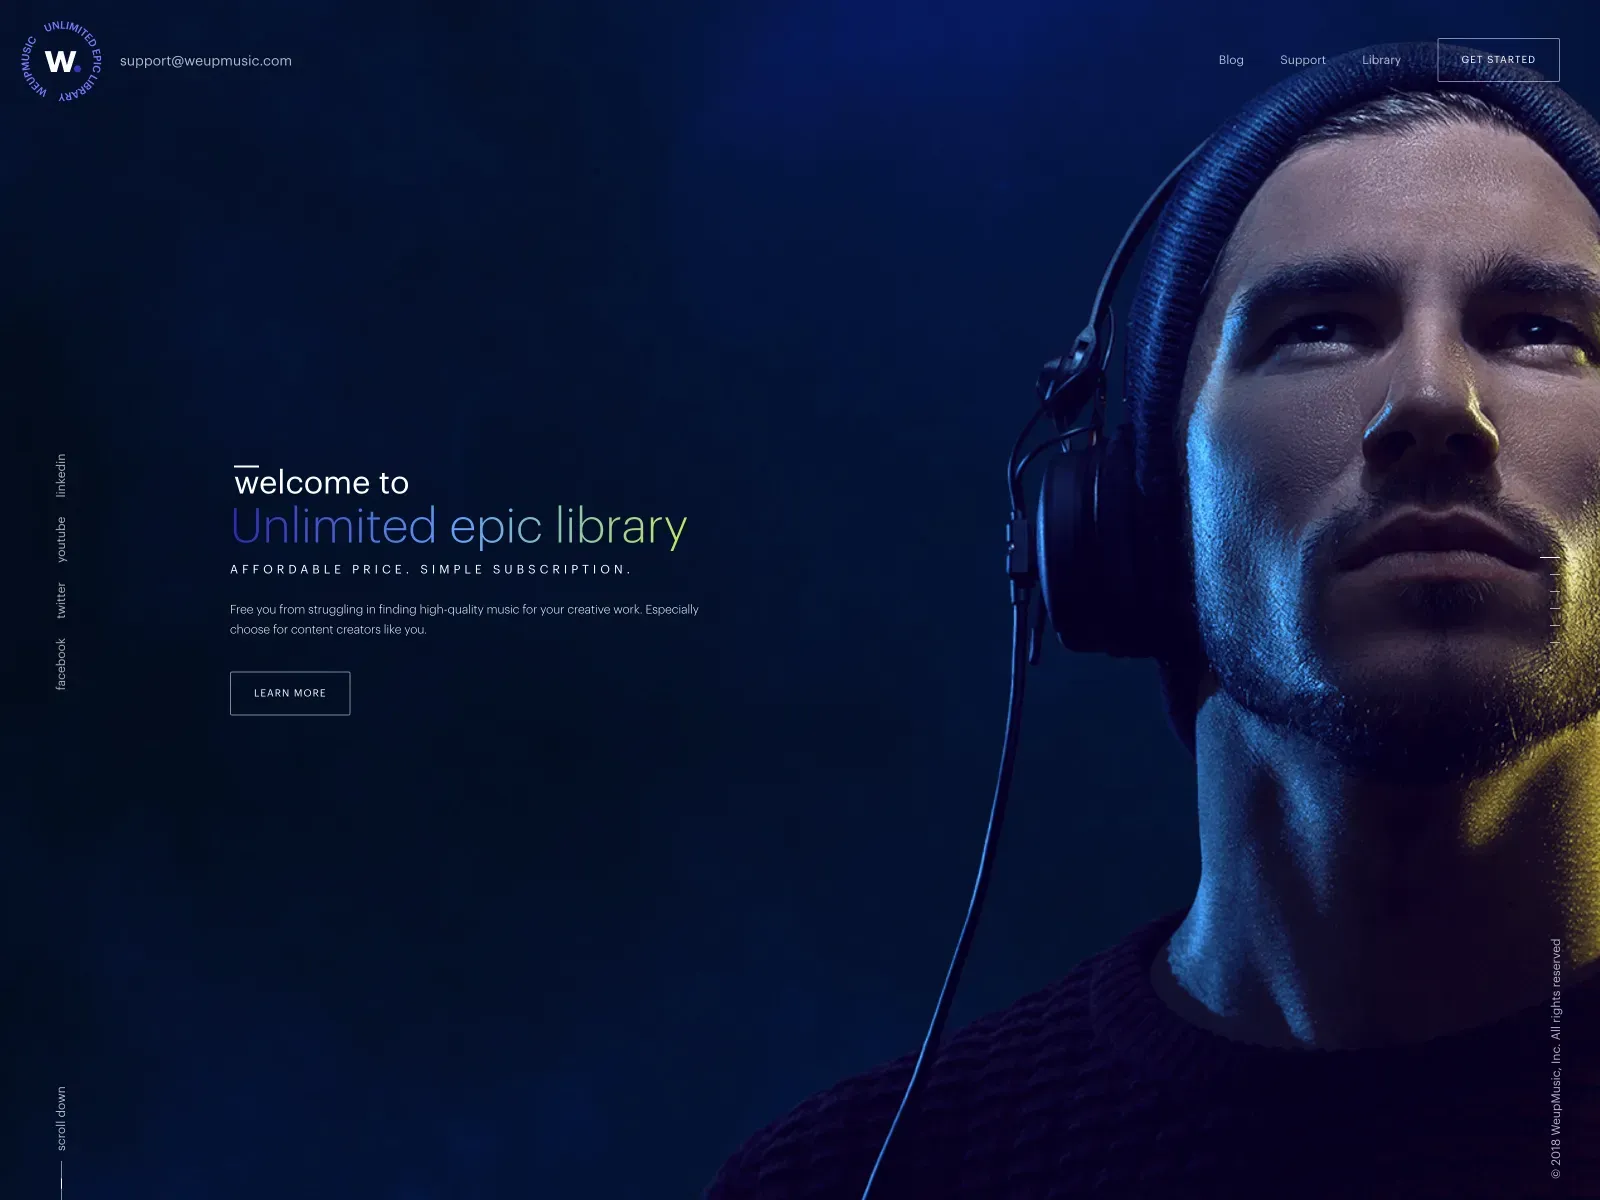 UNLIMITED EPIC LIBRARY
WEUPMUSIC
W.
support@weupmusic.com
Blog
Support
Library
GET STARTED
linkedin
youtube
twitter
facebook
welcome to
Unlimited epic library
AFFORDABLE PRICE. SIMPLE SUBSCRIPTION.
Free you from struggling in finding high-quality music for your creative work. Especially
choose for content creators like you.
LEARN MORE
scroll down
© 2018 WeupMusic, Inc. All rights reserved